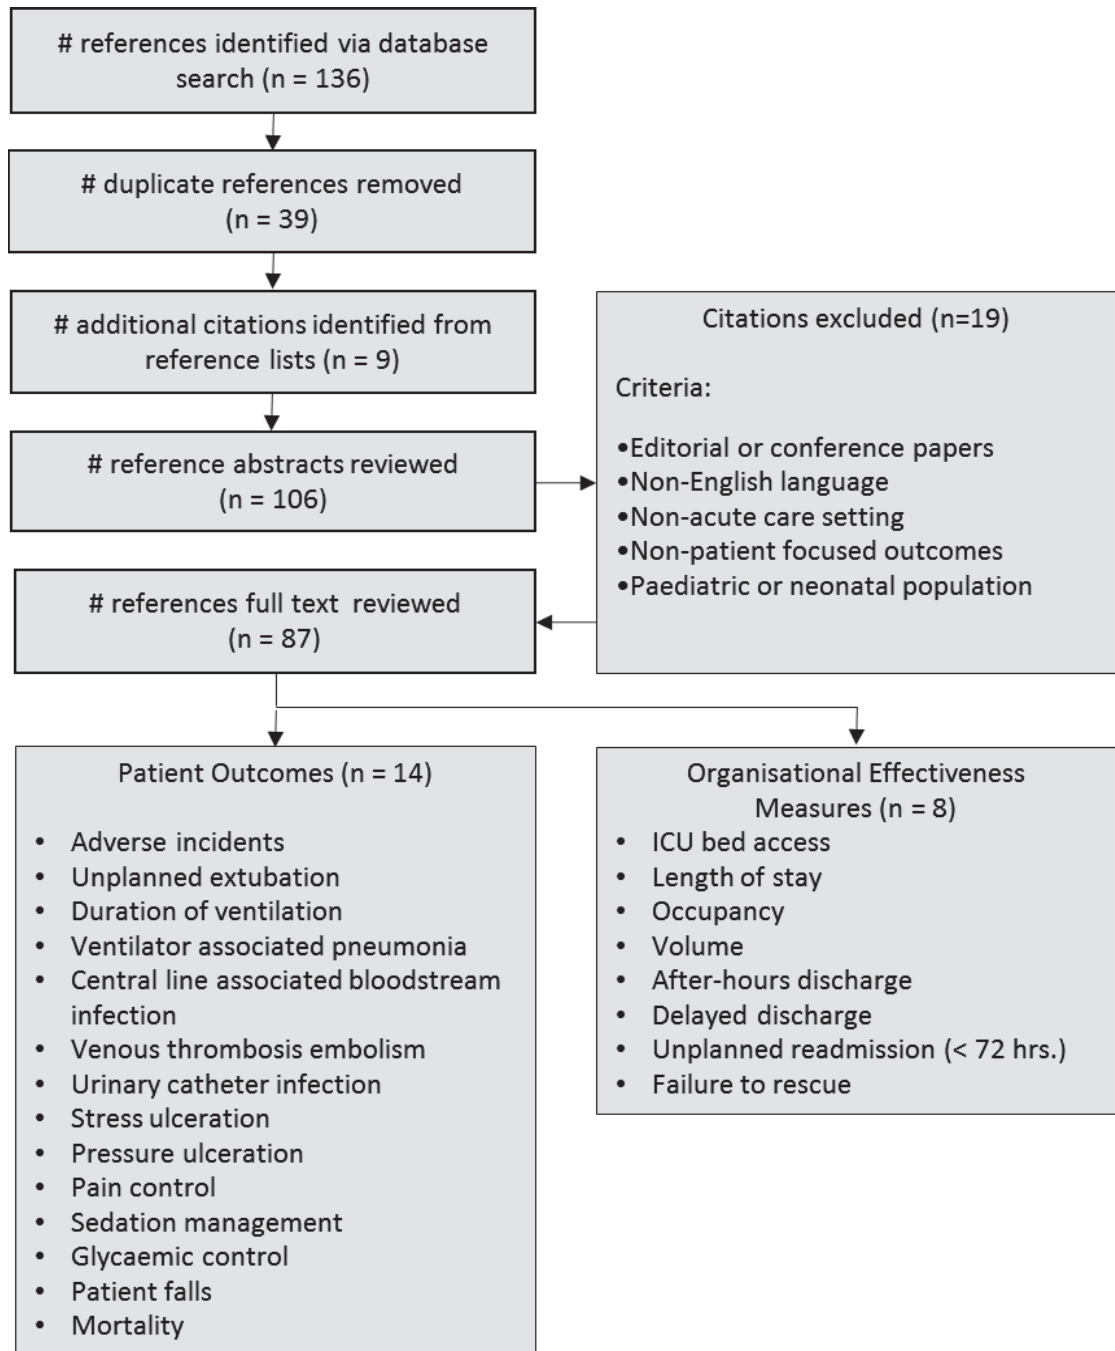 # references identified via database
search (n = 136)
# duplicate references removed
(n = 39)
# additional citations identified from
reference lists (n = 9)
# reference abstracts reviewed
(n = 106)
Citations excluded (n=19)
Criteria:
•Editorial or conference papers
•Non-English language
•Non-acute care setting
•Non-patient focused outcomes
•Paediatric or neonatal population
# references full text reviewed
(n = 87)
Patient Outcomes (n = 14)
• Adverse incidents
• Unplanned extubation
• Duration of ventilation
• Ventilator associated pneumonia
• Central line associated bloodstream
infection
• Venous thrombosis embolism
• Urinary catheter infection
• Stress ulceration
• Pressure ulceration
• Pain control
• Sedation management
• Glycaemic control
• Patient falls
• Mortality
Organisational Effectiveness
Measures (n = 8)
• ICU bed access
• Length of stay
• Occupancy
• Volume
• After-hours discharge
• Delayed discharge
• Unplanned readmission (< 72 hrs.)
• Failure to rescue